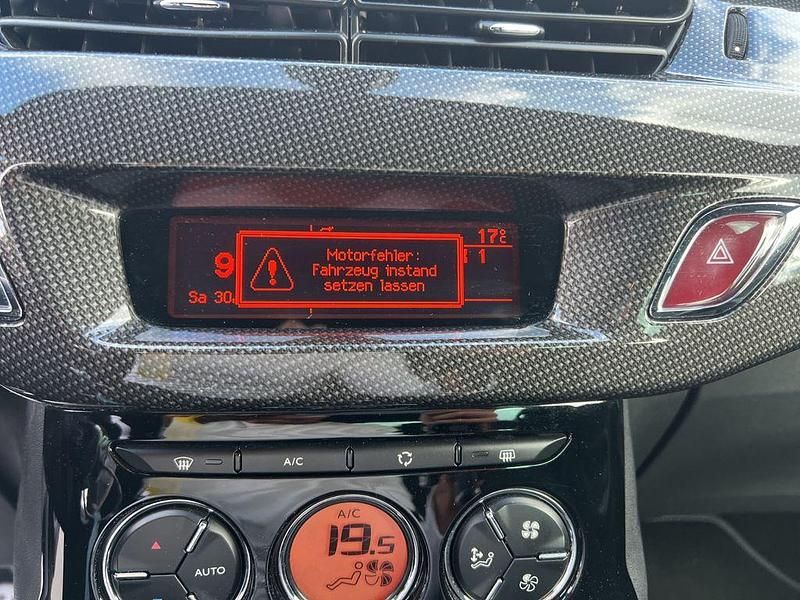 17°C
9
1
Motorfehler:
Fahrzeug instand
setzen lassen
Sa 30.
A/C
A/C
19.5
AUTO